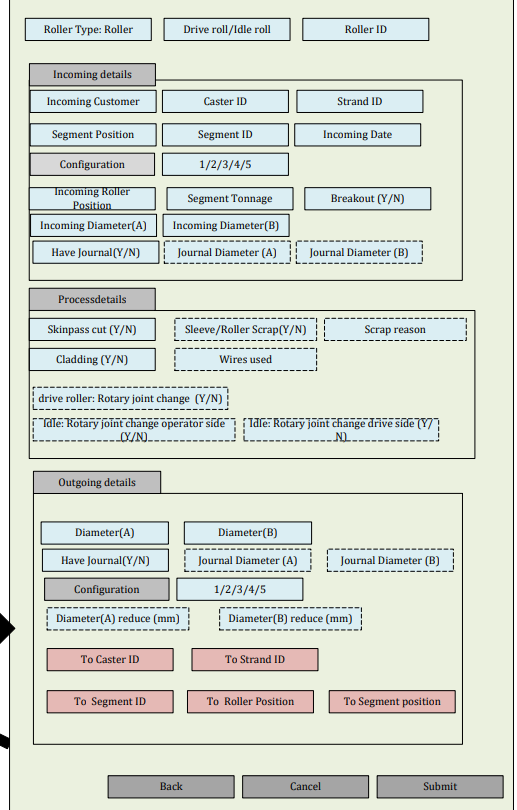 Roller Type: Roller
Drive roll/Idle roll
Roller ID
Incoming details
Incoming Customer
Caster ID
Strand ID
Segment Position
Segment ID
Incoming Date
Configuration
1/2/3/4/5
Incoming Roller
Position
Segment Tonnage
Breakout (Y/N)
Incoming Diameter(A)
Incoming Diameter(B)
Have Journal(Y/N)
Journal Diameter (A)
Journal Diameter (B)
Processdetails
Skinpass cut (Y/N)
Sleeve/Roller Scrap(Y/N)
Scrap reason
Cladding (Y/N)
Wires used
drive roller: Rotary joint change (Y/N)
Idle: Rotary joint change operator side
(Y/N)
Idle: Rotary joint change drive side (Y/
N)
Outgoing details
Diameter(A)
Diameter(B)
Have Journal(Y/N)
Journal Diameter (A)
Journal Diameter (B)
Configuration
1/2/3/4/5
Diameter(A) reduce (mm)
Diameter(B) reduce (mm)
To Caster ID
To Strand ID
To Segment ID
To Roller Position
To Segment position
Back
Cancel
Submit